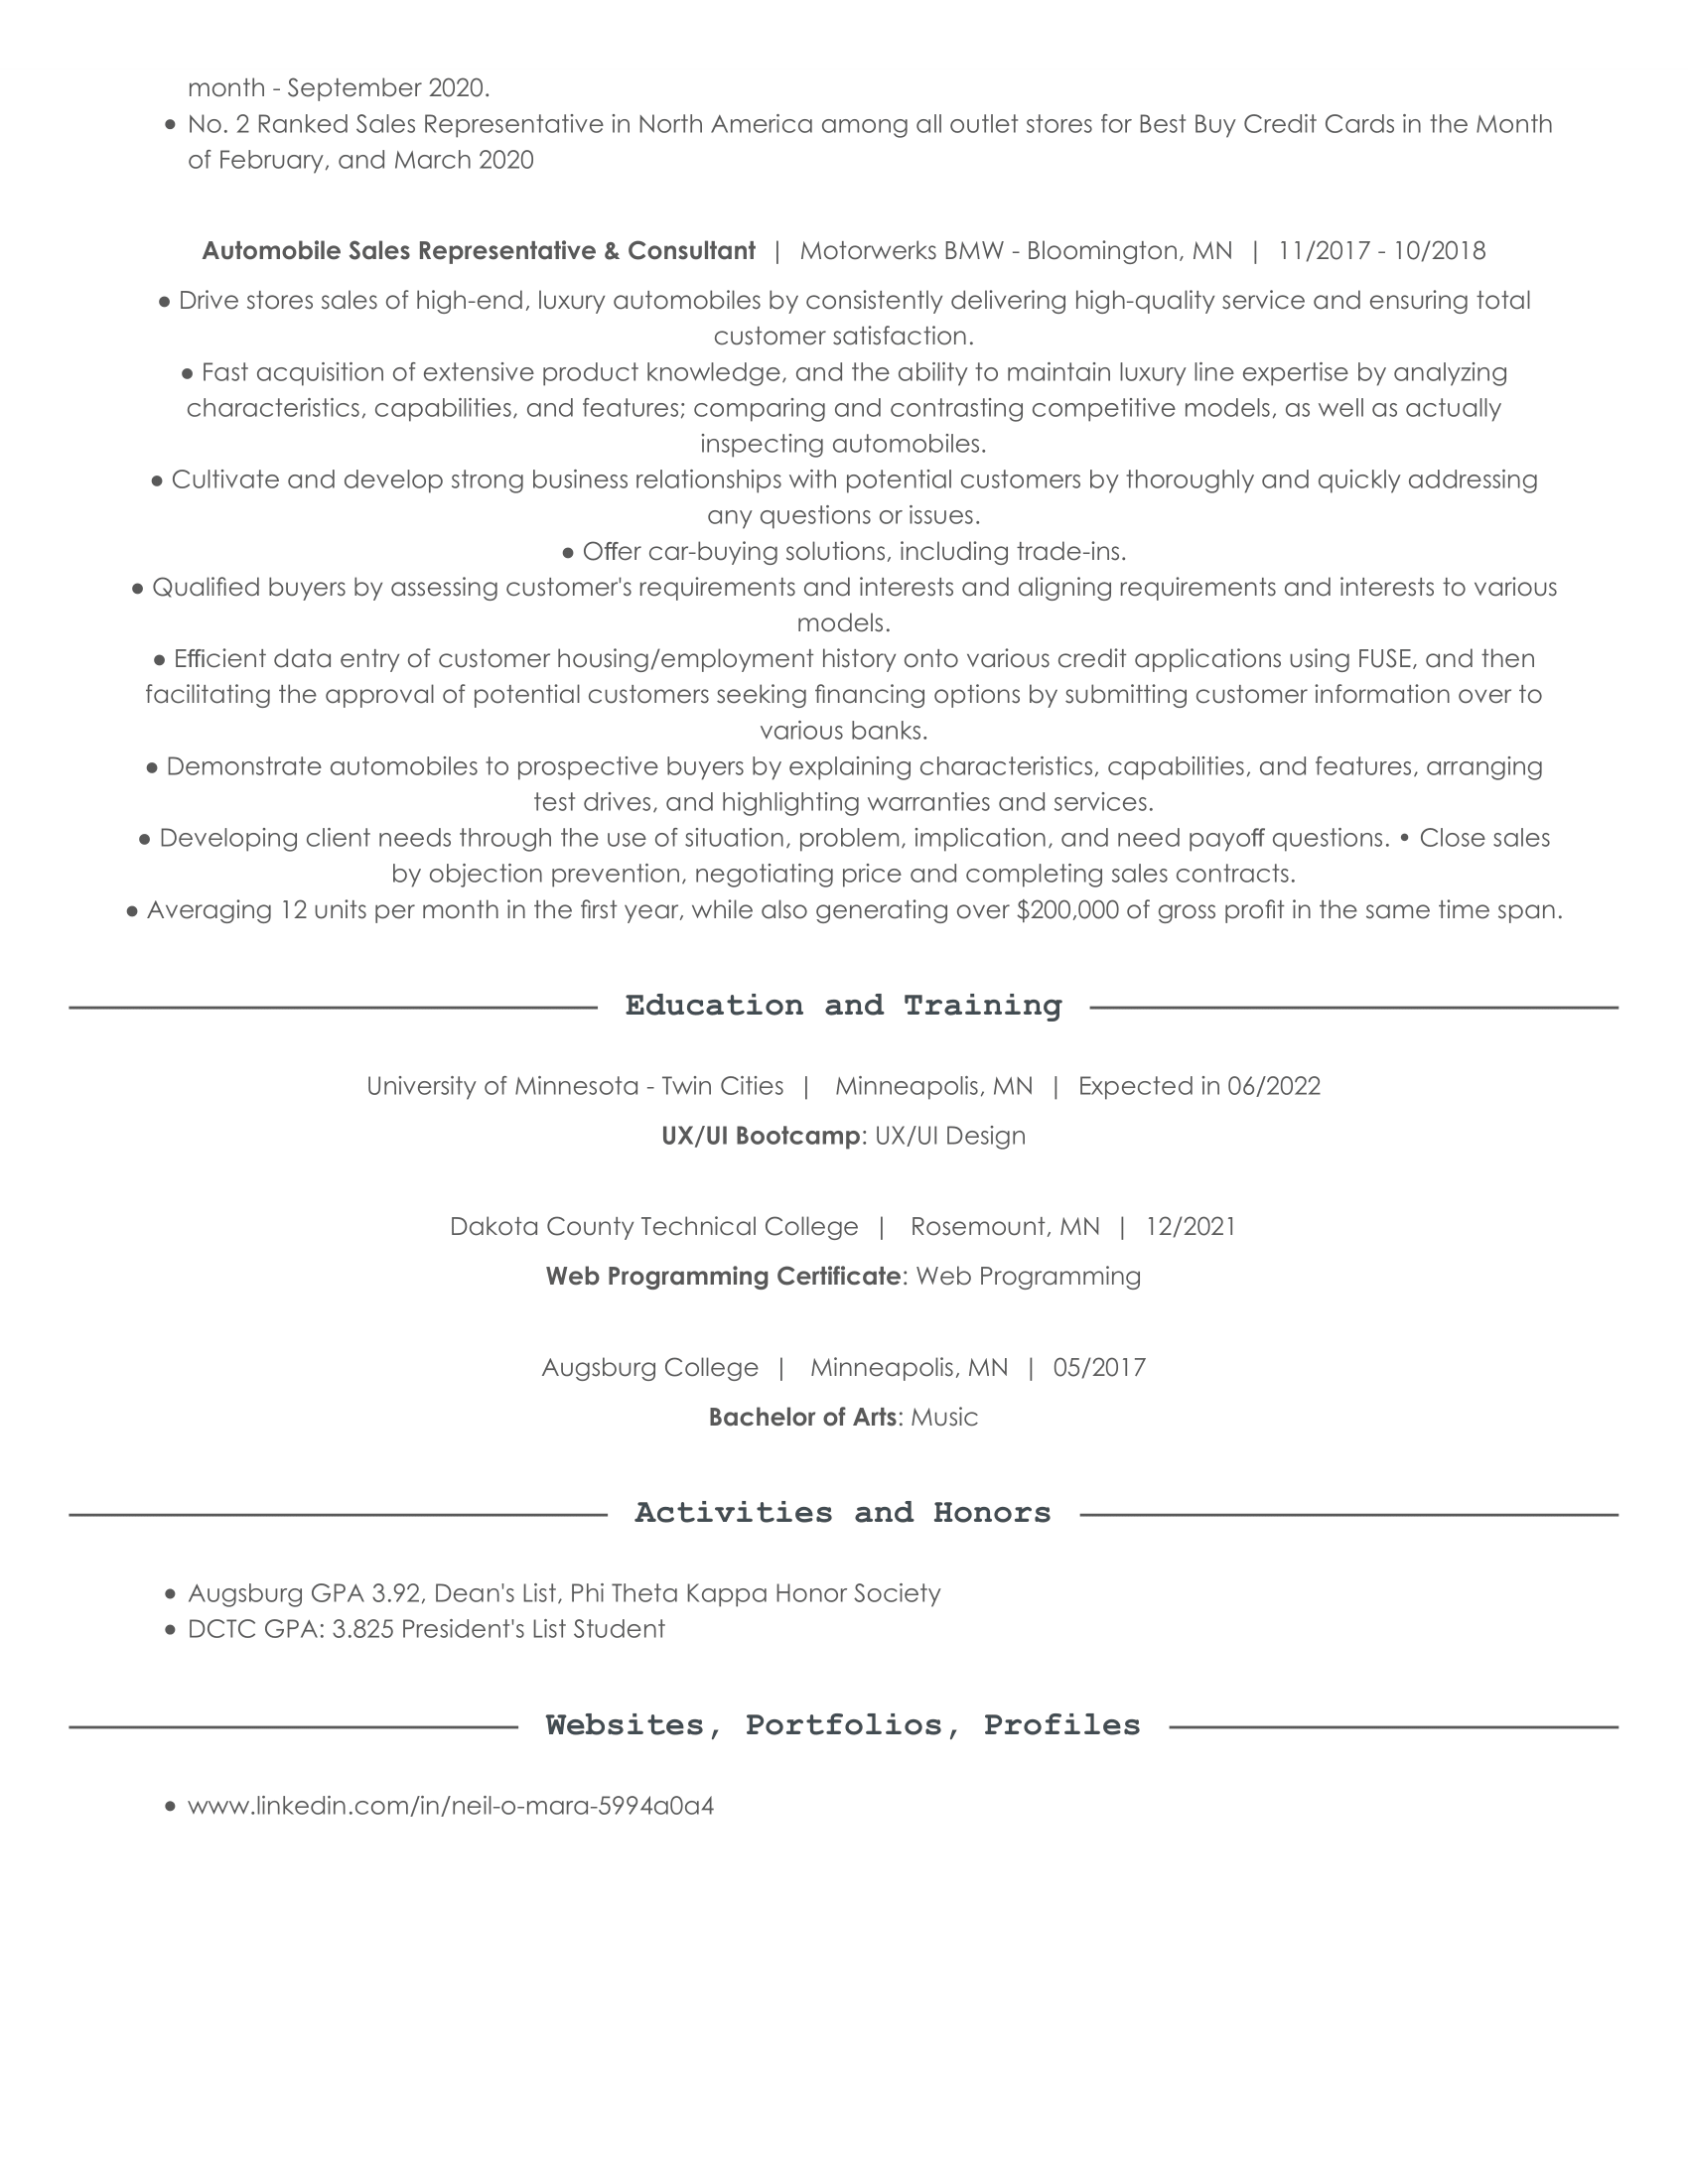 month - September 2020.
● No. 2 Ranked Sales Representative in North America among all outlet stores for Best Buy Credit Cards in the Month
of February, and March 2020
Automobile Sales Representative & Consultant | Motorwerks BMW - Bloomington, MN | 11/2017 - 10/2018
● Drive stores sales of high-end, luxury automobiles by consistently delivering high-quality service and ensuring total
customer satisfaction.
● Fast acquisition of extensive product knowledge, and the ability to maintain luxury line expertise by analyzing
characteristics, capabilities, and features; comparing and contrasting competitive models, as well as actually
inspecting automobiles.
● Cultivate and develop strong business relationships with potential customers by thoroughly and quickly addressing
any questions or issues.
● Offer car-buying solutions, including trade-ins.
● Qualified buyers by assessing customer's requirements and interests and aligning requirements and interests to various
models.
● Efficient data entry of customer housing/employment history onto various credit applications using FUSE, and then
facilitating the approval of potential customers seeking financing options by submitting customer information over to
various banks.
● Demonstrate automobiles to prospective buyers by explaining characteristics, capabilities, and features, arranging
test drives, and highlighting warranties and services.
● Developing client needs through the use of situation, problem, implication, and need payoff questions. • Close sales
by objection prevention, negotiating price and completing sales contracts.
● Averaging 12 units per month in the first year, while also generating over $200,000 of gross profit in the same time span.
Education and Training
University of Minnesota - Twin Cities | Minneapolis, MN | Expected in 06/2022
UX/UI Bootcamp: UX/UI Design
Dakota County Technical College | Rosemount, MN | 12/2021
Web Programming Certificate: Web Programming
Augsburg College | Minneapolis, MN | 05/2017
Bachelor of Arts: Music
Activities and Honors
● Augsburg GPA 3.92, Dean's List, Phi Theta Kappa Honor Society
● DCTC GPA: 3.825 President's List Student
Websites, Portfolios, Profiles
● www.linkedin.com/in/neil-o-mara-5994a0a4